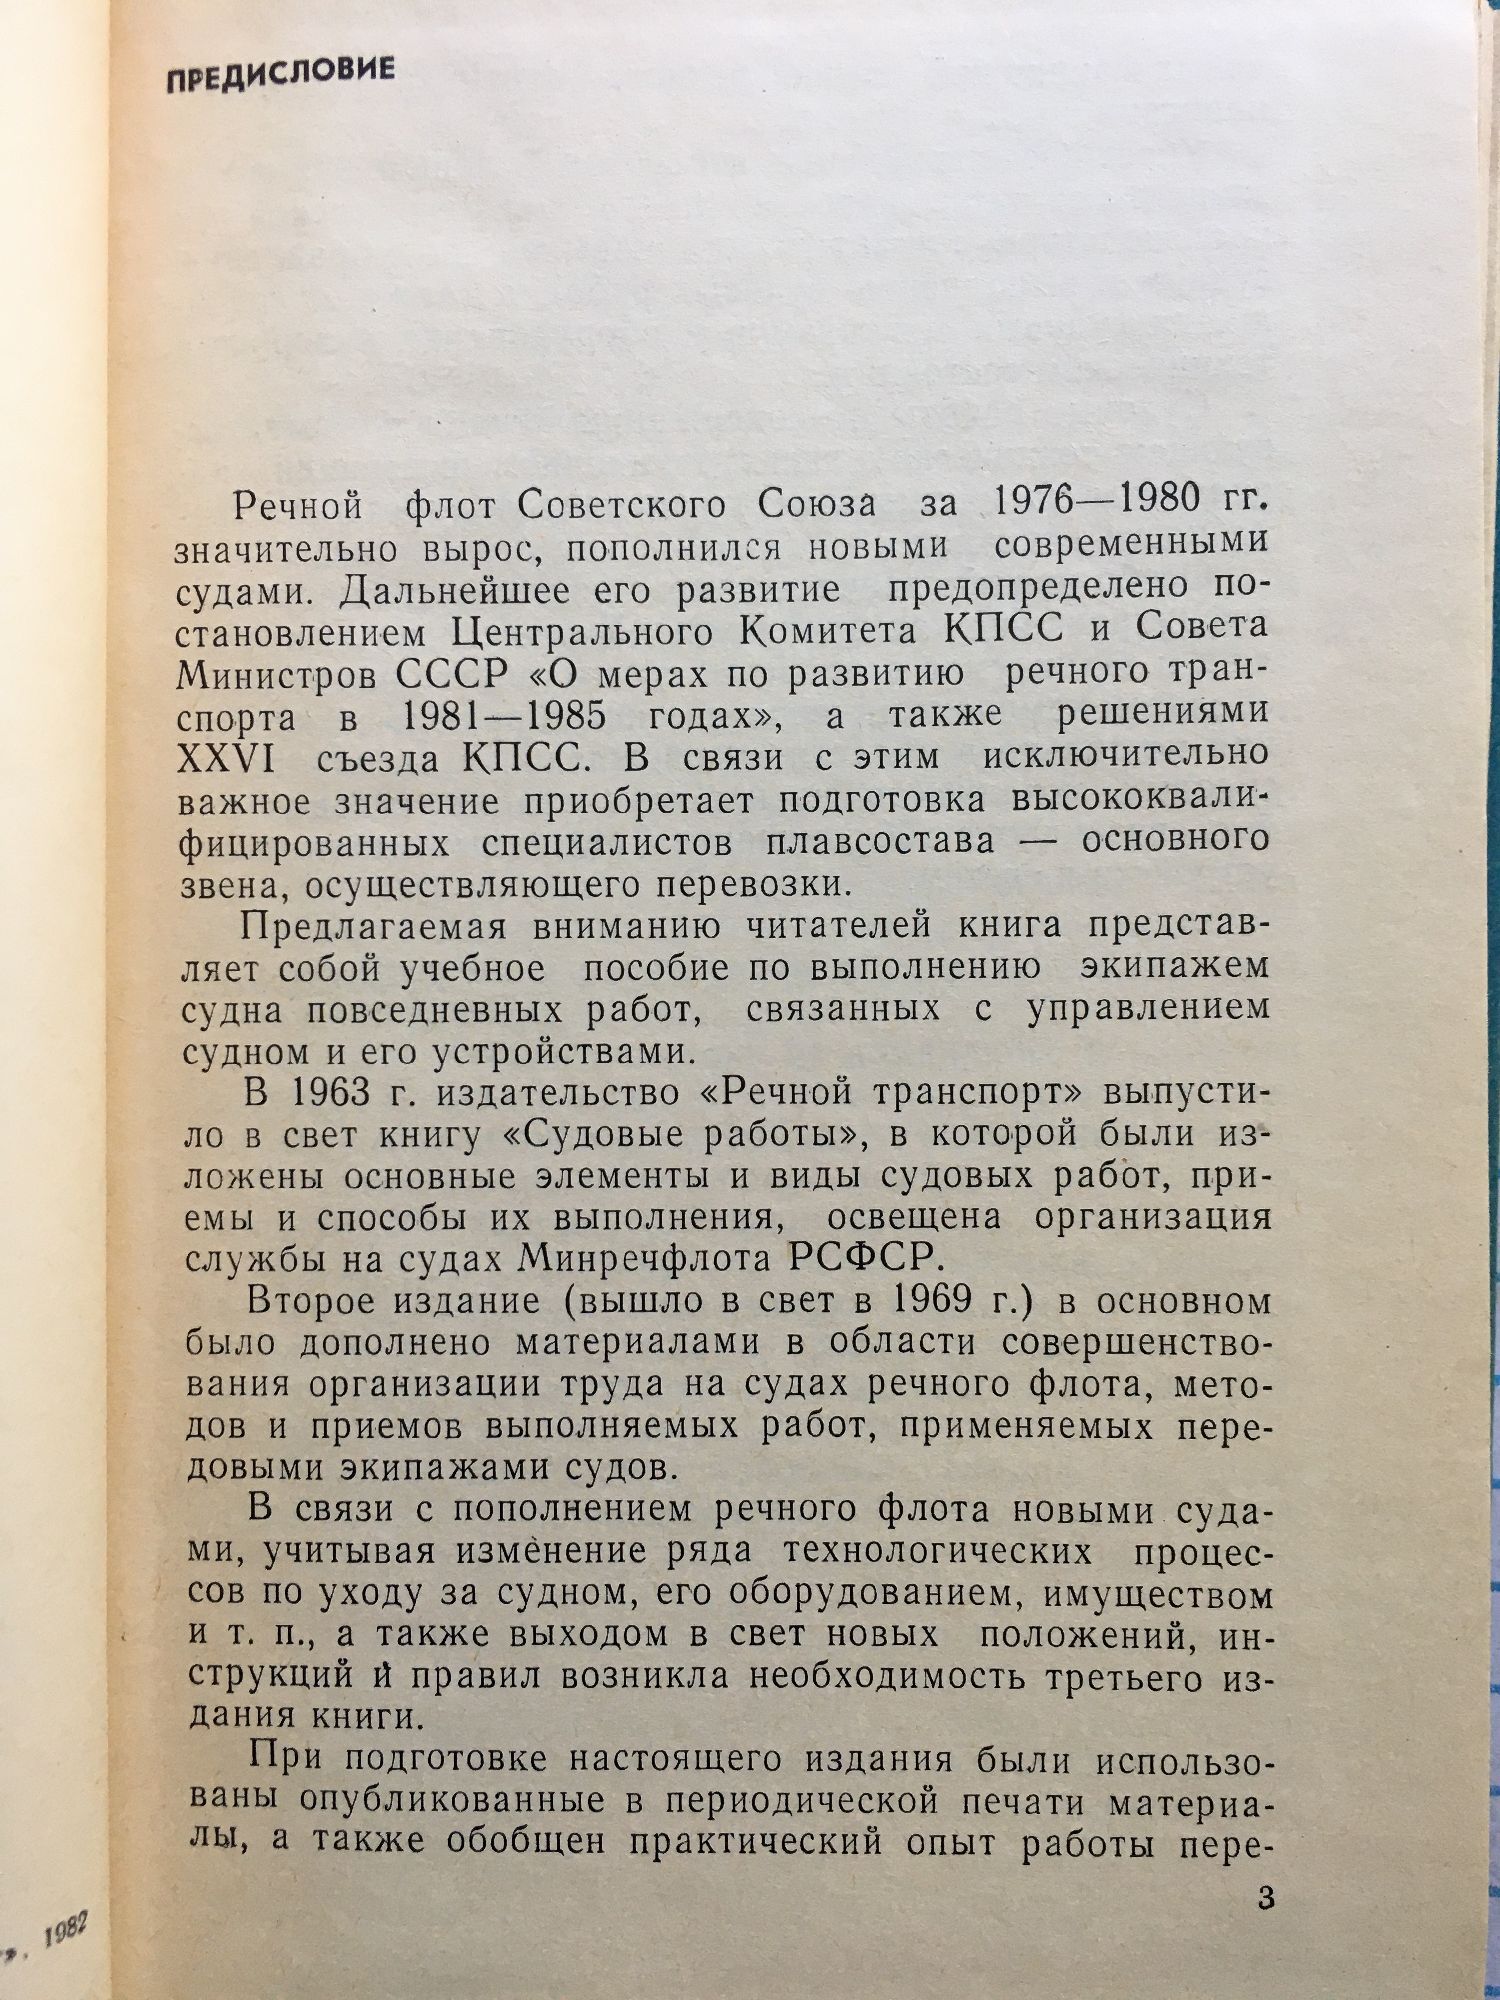 ПРЕДИСЛОВИЕ
Речной флот Советского Союза за 1976—1980 гг.
значительно вырос, пополнился новыми современными
судами. Дальнейшее его развитие предопределено по-
становлением Центрального Комитета КПСС и Совета
Министров СССР «О мерах по развитию речного тран-
спорта в 1981—1985 годах», а также решениями
XXVI съезда КПСС. В связи с этим исключительно
важное значение приобретает подготовка высококвали-
фицированных специалистов плавсостава — основного
звена, осуществляющего перевозки.
Предлагаемая вниманию читателей книга представ-
ляет собой учебное пособие по выполнению экипажем
судна повседневных работ, связанных с управлением
судном и его устройствами.
В 1963 г. издательство «Речной транспорт» выпусти-
ло в свет книгу «Судовые работы», в которой были из-
ложены основные элементы и виды судовых работ, при-
емы и способы их выполнения, освещена организация
службы на судах Минречфлота РСФСР.
Второе издание (вышло в свет в 1969 г.) в основном
было дополнено материалами в области совершенство-
вания организации труда на судах речного флота, мето-
дов и приемов выполняемых работ, применяемых пере-
довыми экипажами судов.
В связи с пополнением речного флота новыми суда-
ми, учитывая изменение ряда технологических процес-
сов по уходу за судном, его оборудованием, имуществом
и т. п., а также выходом в свет новых положений, ин-
струкций и правил возникла необходимость третьего из-
дания книги.
При подготовке настоящего издания были использо-
ваны опубликованные в периодической печати материа-
лы, а также обобщен практический опыт работы пере-
3
1982